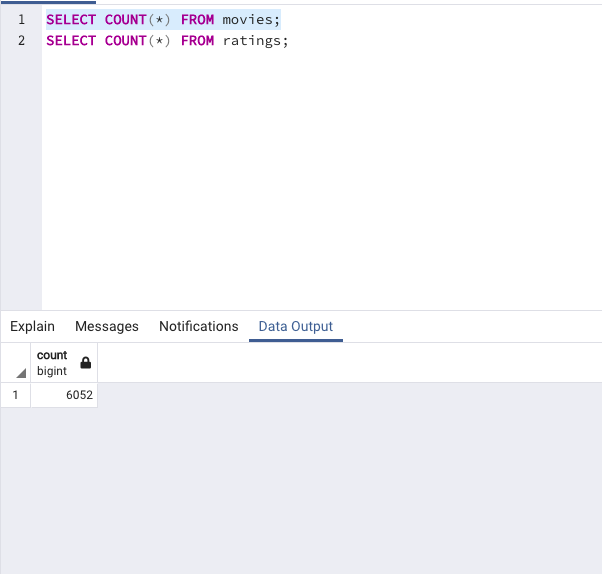 1 SELECT COUNT(*) FROM movies;
2 SELECT COUNT(*) FROM ratings;
Explain Messages Notifications Data Output
count
bigint
1 6052